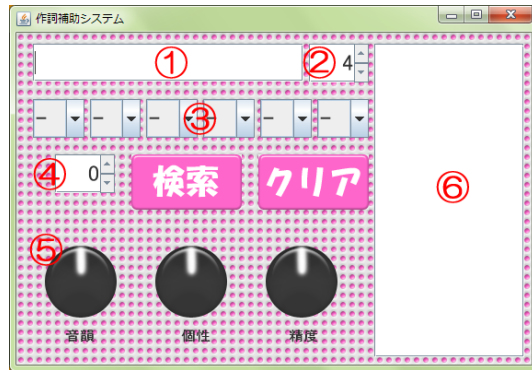 作詞補助システム
① ② 4
- - - ③ - - -
④ 0 検索 クリア ⑥
⑤
音韻 個性 精度